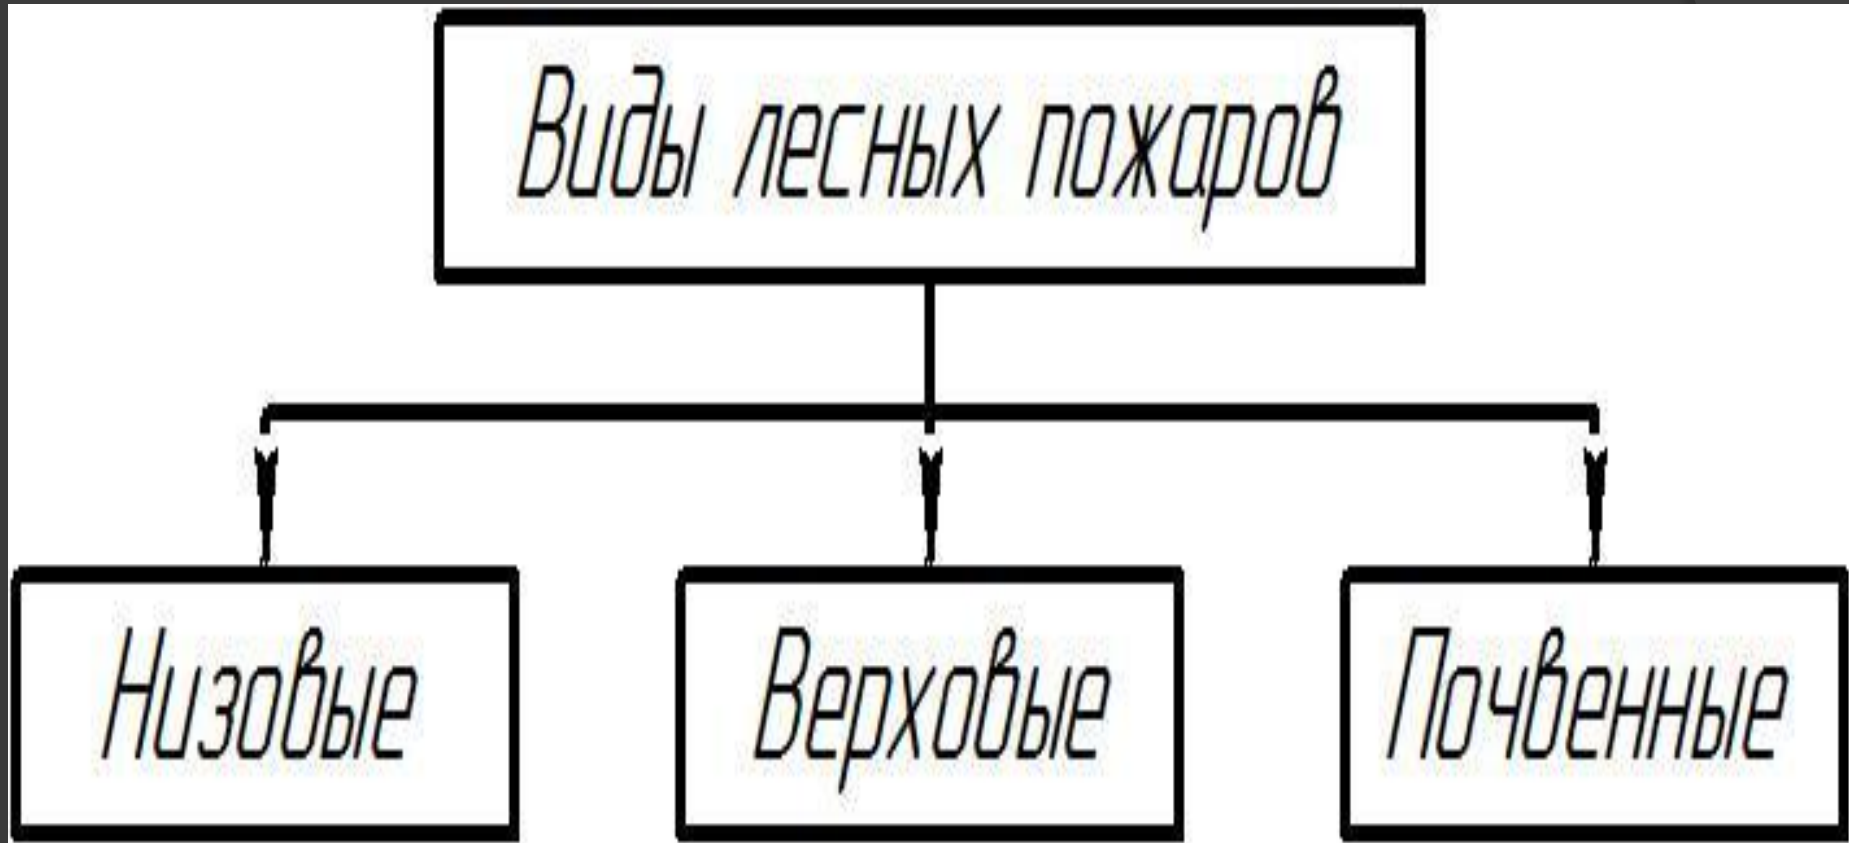 Виды лесных пожаров
Низовые
Верховые
Почвенные